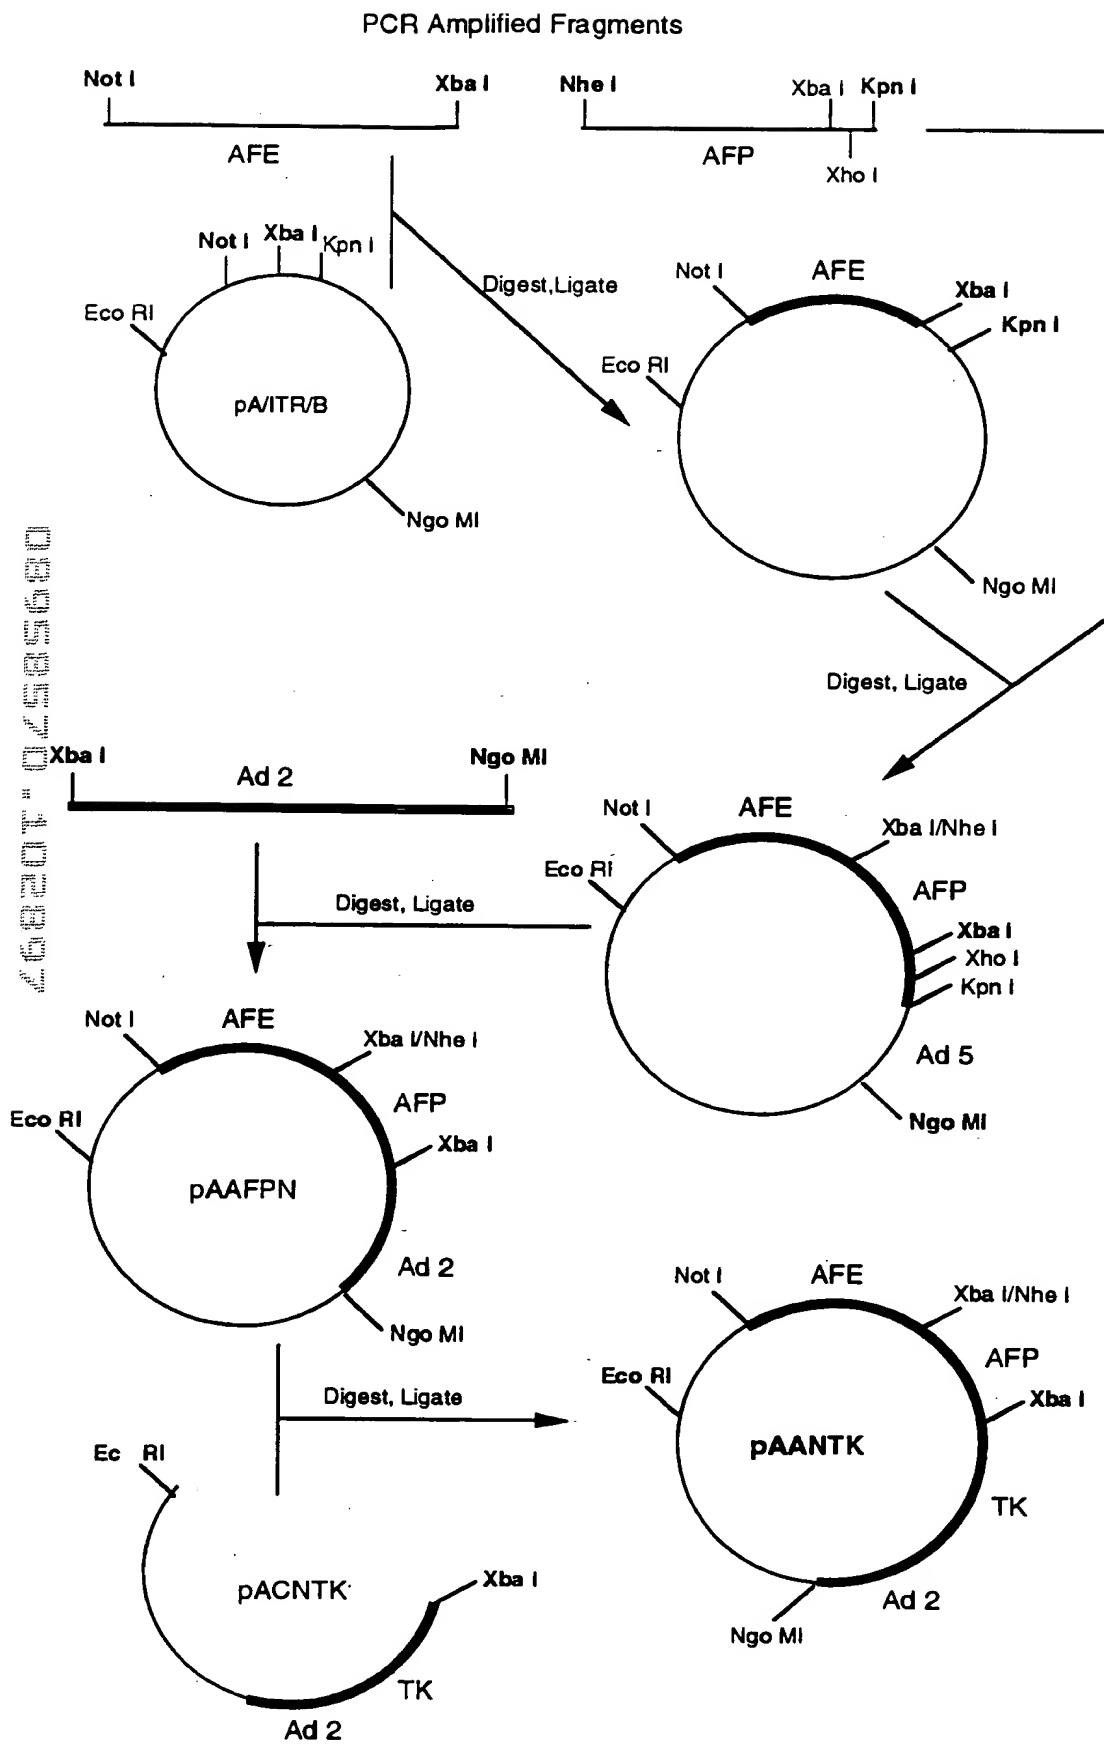 PCR Amplified Fragments
Not I
Xba I
Nhe I
Xba I
Kpn I
AFE
AFP
Xho I
Not I
Xba I
Kpn I
Eco RI
pA/ITR/B
Ngo MI
Digest,Ligate
Not I
AFE
Xba I
Kpn I
Eco RI
Ngo MI
Digest, Ligate
08958570.102897
Xba I
Ad 2
Ngo MI
Digest, Ligate
Not I
AFE
Xba I/Nhe I
Eco RI
AFP
Xba I
Xho I
Kpn I
Ad 5
Ngo MI
Not I
AFE
Xba I/Nhe I
Eco RI
AFP
Xba I
pAAFPN
Ad 2
Ngo MI
Digest, Ligate
Not I
AFE
Xba I/Nhe I
Eco RI
AFP
Xba I
pAANTK
TK
Ad 2
Ngo MI
Ec RI
pACNTK
Xba I
TK
Ad 2